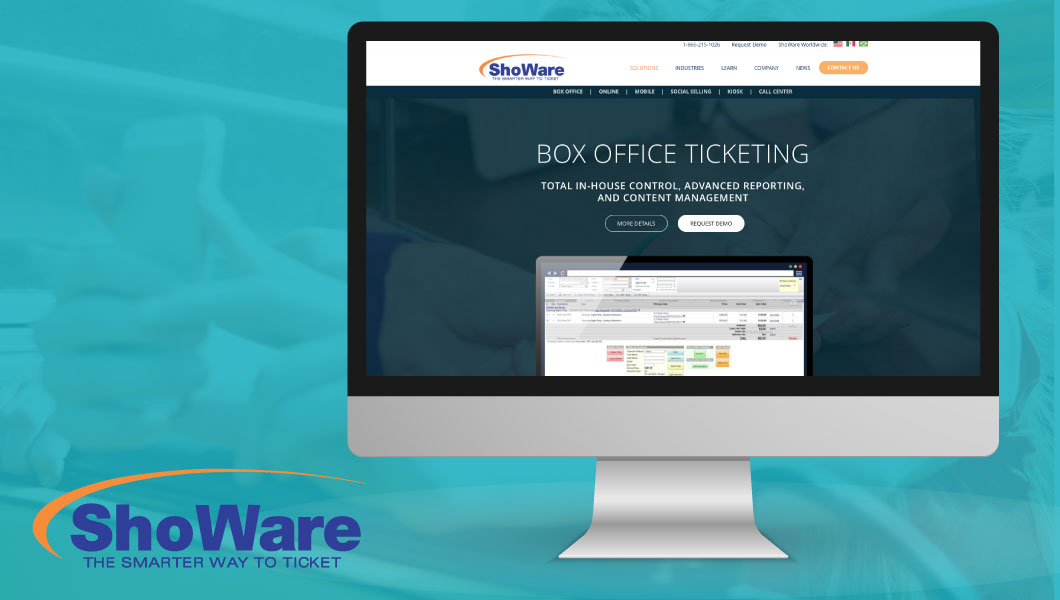 1-866-215-1026 Request Demo ShoWare Worldwide:
ShoWare
THE SMARTER WAY TO TICKET
SOLUTIONS INDUSTRIES LEARN COMPANY NEWS CONTACT US
BOX OFFICE | ONLINE | MOBILE | SOCIAL SELLING | KIOSK | CALL CENTER
BOX OFFICE TICKETING
TOTAL IN-HOUSE CONTROL, ADVANCED REPORTING,
AND CONTENT MANAGEMENT
MORE DETAILS REQUEST DEMO
ShoWare
THE SMARTER WAY TO TICKET